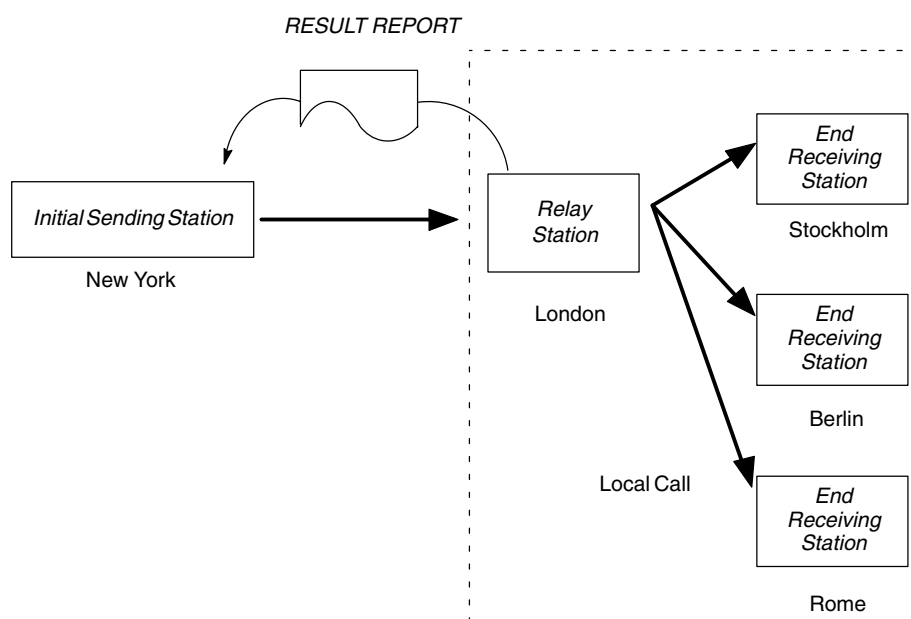 RESULT REPORT
Initial Sending Station
New York
Relay
Station
London
End
Receiving
Station
Stockholm
End
Receiving
Station
Berlin
Local Call
End
Receiving
Station
Rome